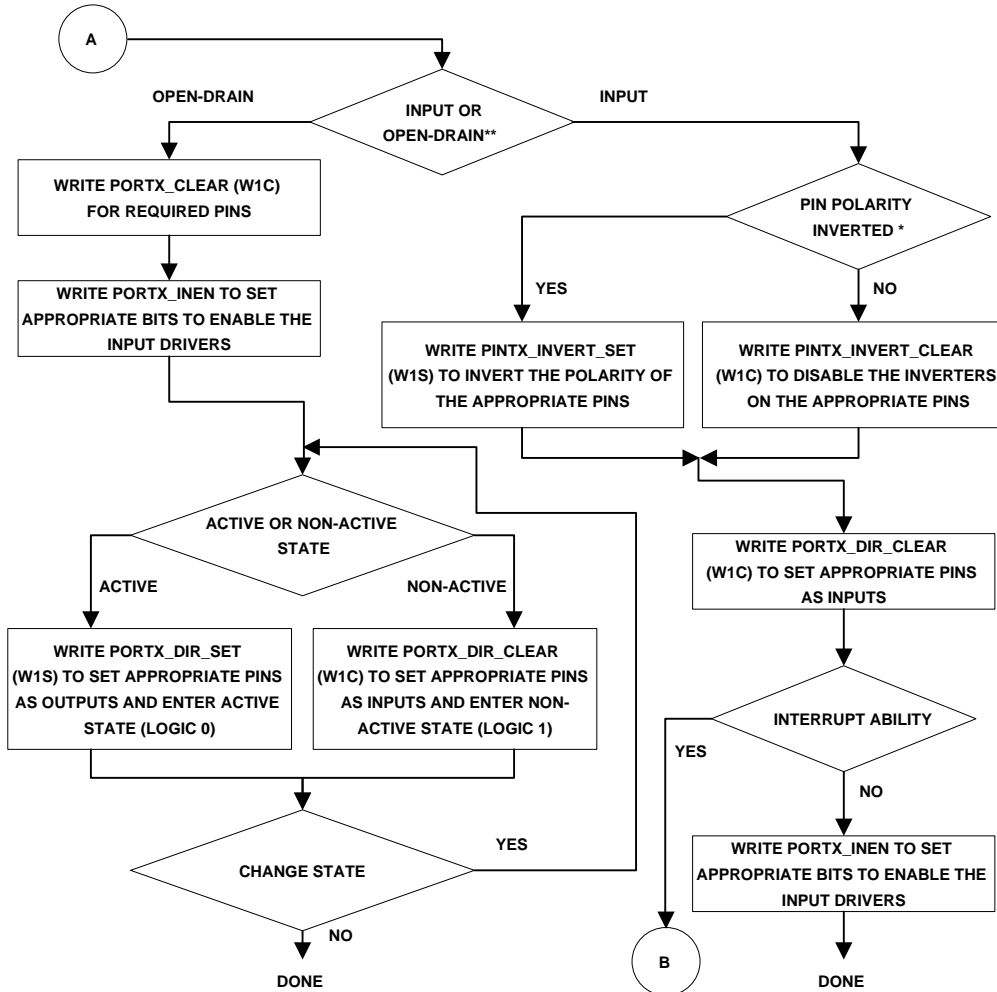 A
OPEN-DRAIN
INPUT OR
OPEN-DRAIN**
INPUT
WRITE PORTX_CLEAR (W1C)
FOR REQUIRED PINS
PIN POLARITY
INVERTED *
WRITE PORTX_INEN TO SET
APPROPRIATE BITS TO ENABLE THE
INPUT DRIVERS
YES
NO
WRITE PINTX_INVERT_SET
(W1S) TO INVERT THE POLARITY OF
THE APPROPRIATE PINS
WRITE PINTX_INVERT_CLEAR
(W1C) TO DISABLE THE INVERTERS
ON THE APPROPRIATE PINS
ACTIVE OR NON-ACTIVE
STATE
ACTIVE
NON-ACTIVE
WRITE PORTX_DIR_CLEAR
(W1C) TO SET APPROPRIATE PINS
AS INPUTS
WRITE PORTX_DIR_SET
(W1S) TO SET APPROPRIATE PINS
AS OUTPUTS AND ENTER ACTIVE
STATE (LOGIC 0)
WRITE PORTX_DIR_CLEAR
(W1C) TO SET APPROPRIATE PINS
AS INPUTS AND ENTER NON-
ACTIVE STATE (LOGIC 1)
INTERRUPT ABILITY
YES
NO
CHANGE STATE
YES
WRITE PORTX_INEN TO SET
APPROPRIATE BITS TO ENABLE THE
INPUT DRIVERS
NO
B
DONE
DONE